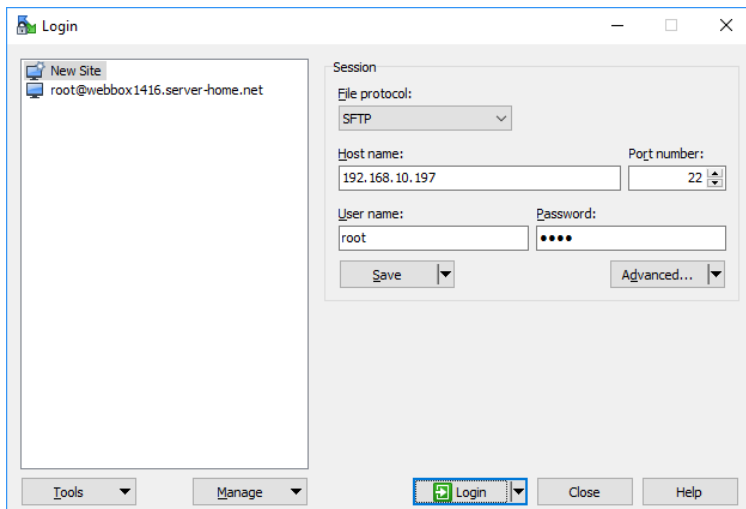 Login
New Site
root@webbox1416.server-home.net
Session
File protocol:
SFTP
Host name:
Port number:
192.168.10.197
22
User name:
Password:
root
••••
Save
Advanced...
Tools
Manage
Login
Close
Help